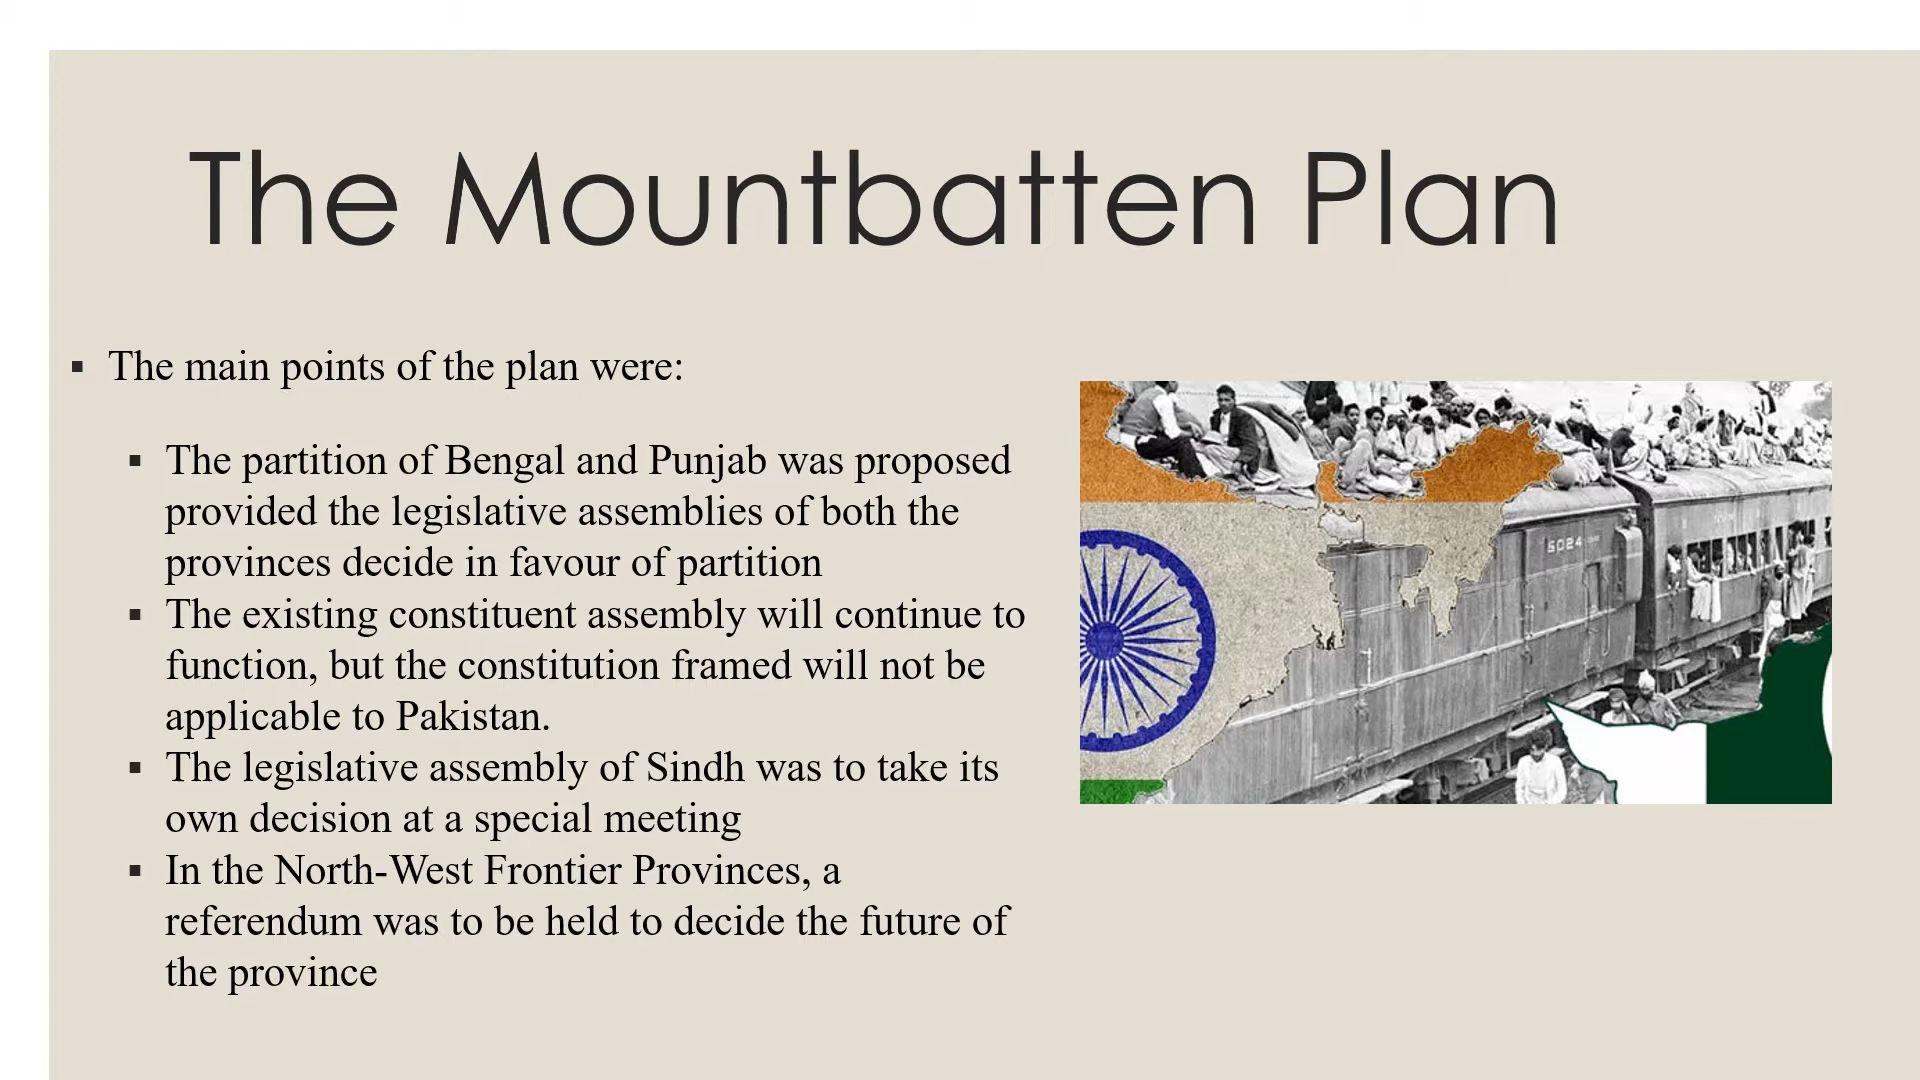 The Mountbatten Plan
▪ The main points of the plan were:
▪ The partition of Bengal and Punjab was proposed
provided the legislative assemblies of both the
provinces decide in favour of partition
▪ The existing constituent assembly will continue to
function, but the constitution framed will not be
applicable to Pakistan.
▪ The legislative assembly of Sindh was to take its
own decision at a special meeting
▪ In the North-West Frontier Provinces, a
referendum was to be held to decide the future of
the province
5024